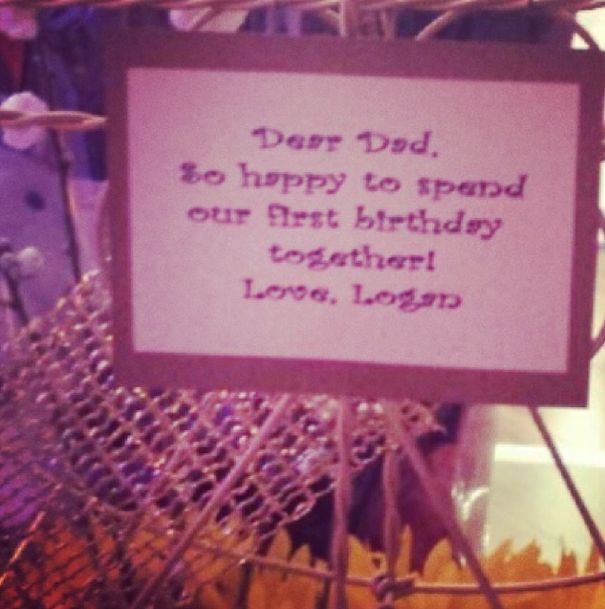 Dear Dad,
So happy to spend
our first birthday
together!
Love, Logan